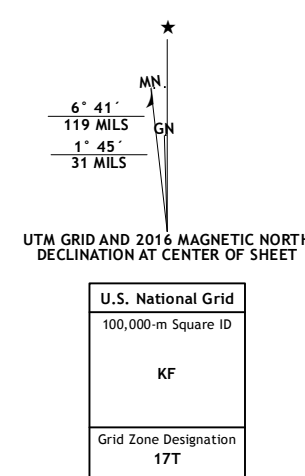 ★
MN
6° 41´
119 MILS
GN
1° 45´
31 MILS
UTM GRID AND 2016 MAGNETIC NORTH
DECLINATION AT CENTER OF SHEET
U.S. National Grid
100,000-m Square ID
KF
Grid Zone Designation
17T